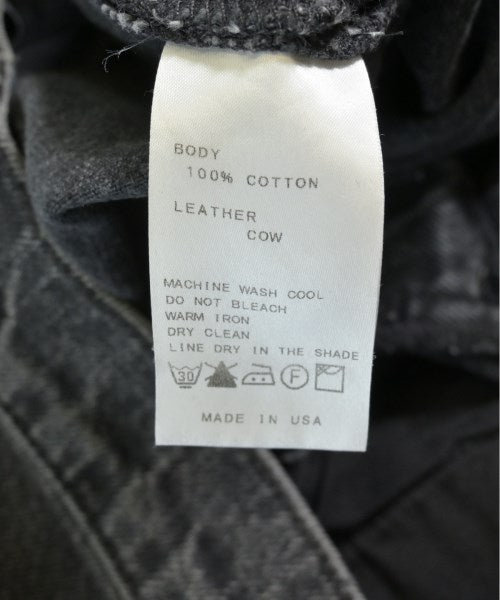 BODY
100% COTTON
LEATHER
COW
MACHINE WASH COOL
DO NOT BLEACH
WARM IRON
DRY CLEAN
LINE DRY IN THE SHADE
30 F
MADE IN USA